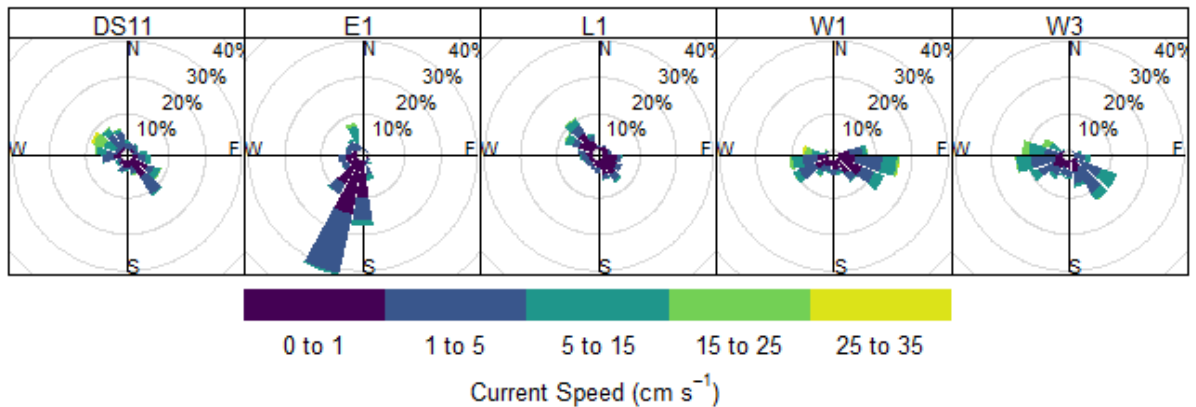 DS11 E1 L1 W1 W3
N 40% N 40% N 40% N 40% N 40%
30% 30% 30% 30% 30%
20% 20% 20% 20% 20%
10% 10% 10% 10% 10%
W E W E W E W E W E
S S S S S
0 to 1 1 to 5 5 to 15 15 to 25 25 to 35
Current Speed (cm s⁻¹)